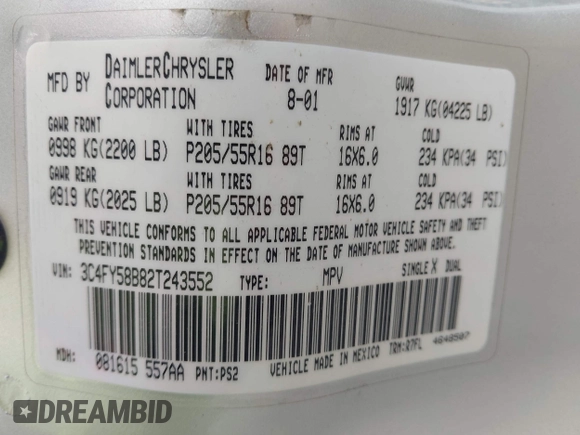 MFD BY DAIMLERCHRYSLER CORPORATION DATE OF MFR 8-01 GVWR 1917 KG(04225 LB)
GAWR FRONT WITH TIRES RIMS AT COLD
0998 KG(2200 LB) P205/55R16 89T 16X6.0 234 KPA(34 PSI)
GAWR REAR WITH TIRES RIMS AT COLD
0919 KG(2025 LB) P205/55R16 89T 16X6.0 234 KPA(34 PSI)
THIS VEHICLE CONFORMS TO ALL APPLICABLE FEDERAL MOTOR VEHICLE SAFETY AND THEFT
PREVENTION STANDARDS IN EFFECT ON THE DATE OF MANUFACTURE SHOWN ABOVE.
VIN: 3C4FY58B82T243552 TYPE: MPV SINGLE X DUAL
MDH: 081615 557AA PNT:PS2 VEHICLE MADE IN MEXICO TRM:R7FL 4648507
DREAMBID